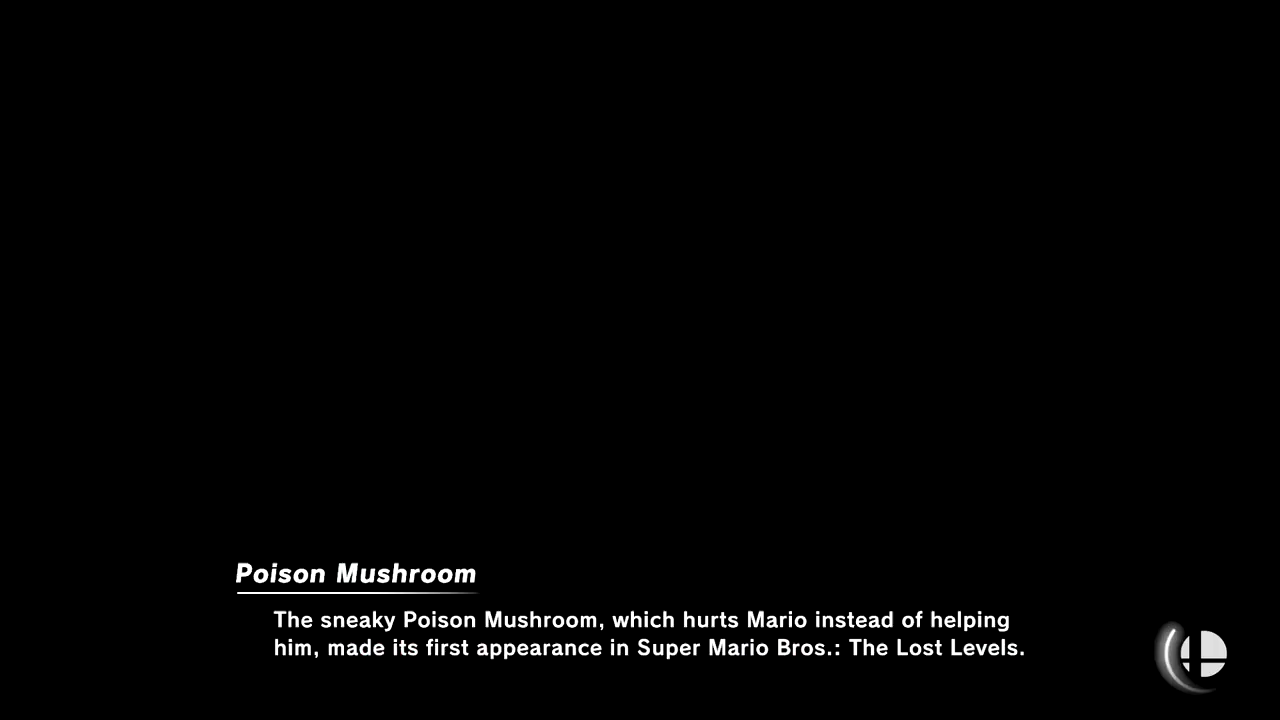 Poison Mushroom
The sneaky Poison Mushroom, which hurts Mario instead of helping
him, made its first appearance in Super Mario Bros.: The Lost Levels.